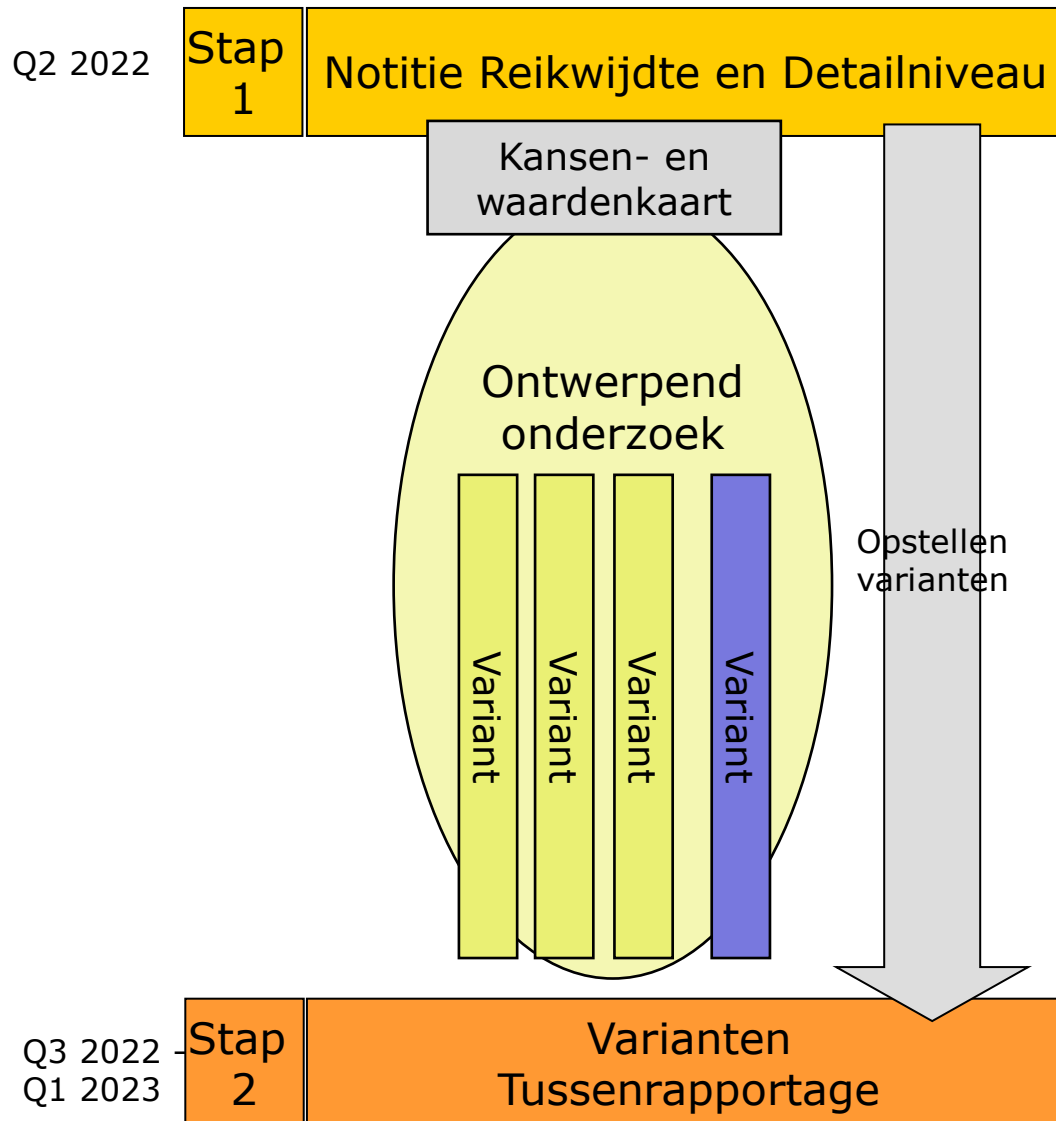 Q2 2022
Stap
1
Notitie Reikwijdte en Detailniveau
Kansen- en
waardenkaart
Ontwerpend
onderzoek
Variant
Variant
Variant
Variant
Opstellen
varianten
Q3 2022 -
Q1 2023
Stap
2
Varianten
Tussenrapportage